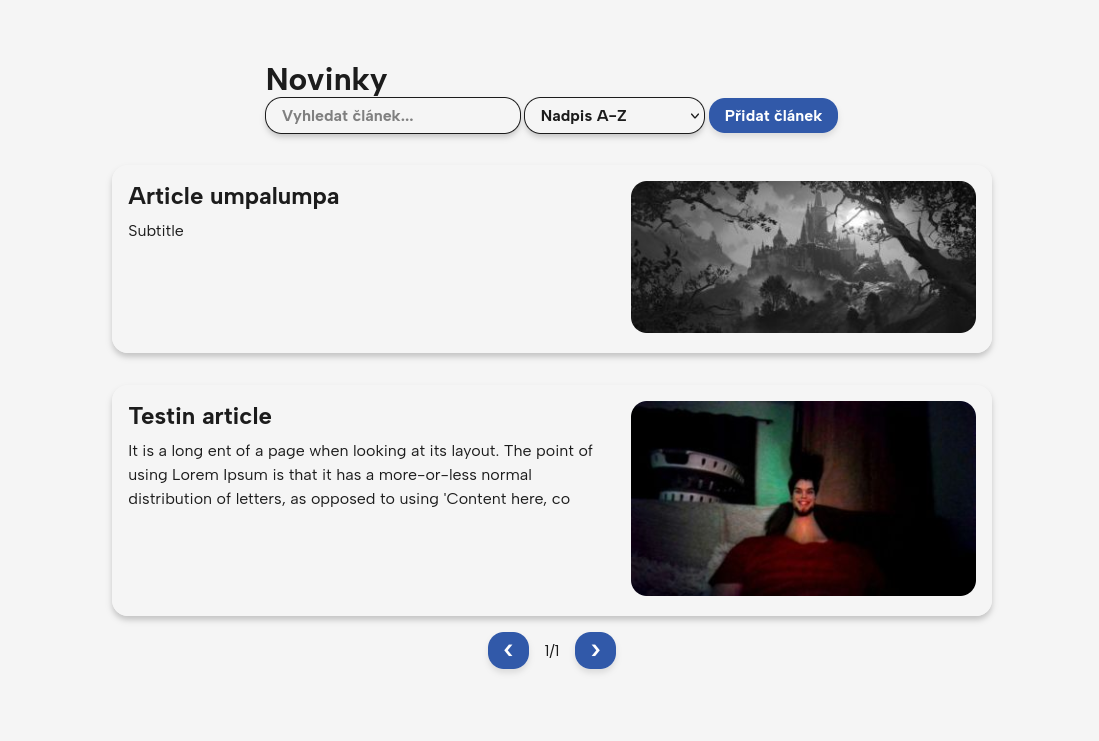 Novinky
Vyhledat článek...
Nadpis A-Z
Přidat článek
Article umpalumpa
Subtitle
Testin article
It is a long ent of a page when looking at its layout. The point of
using Lorem Ipsum is that it has a more-or-less normal
distribution of letters, as opposed to using 'Content here, co
‹
1/1
›